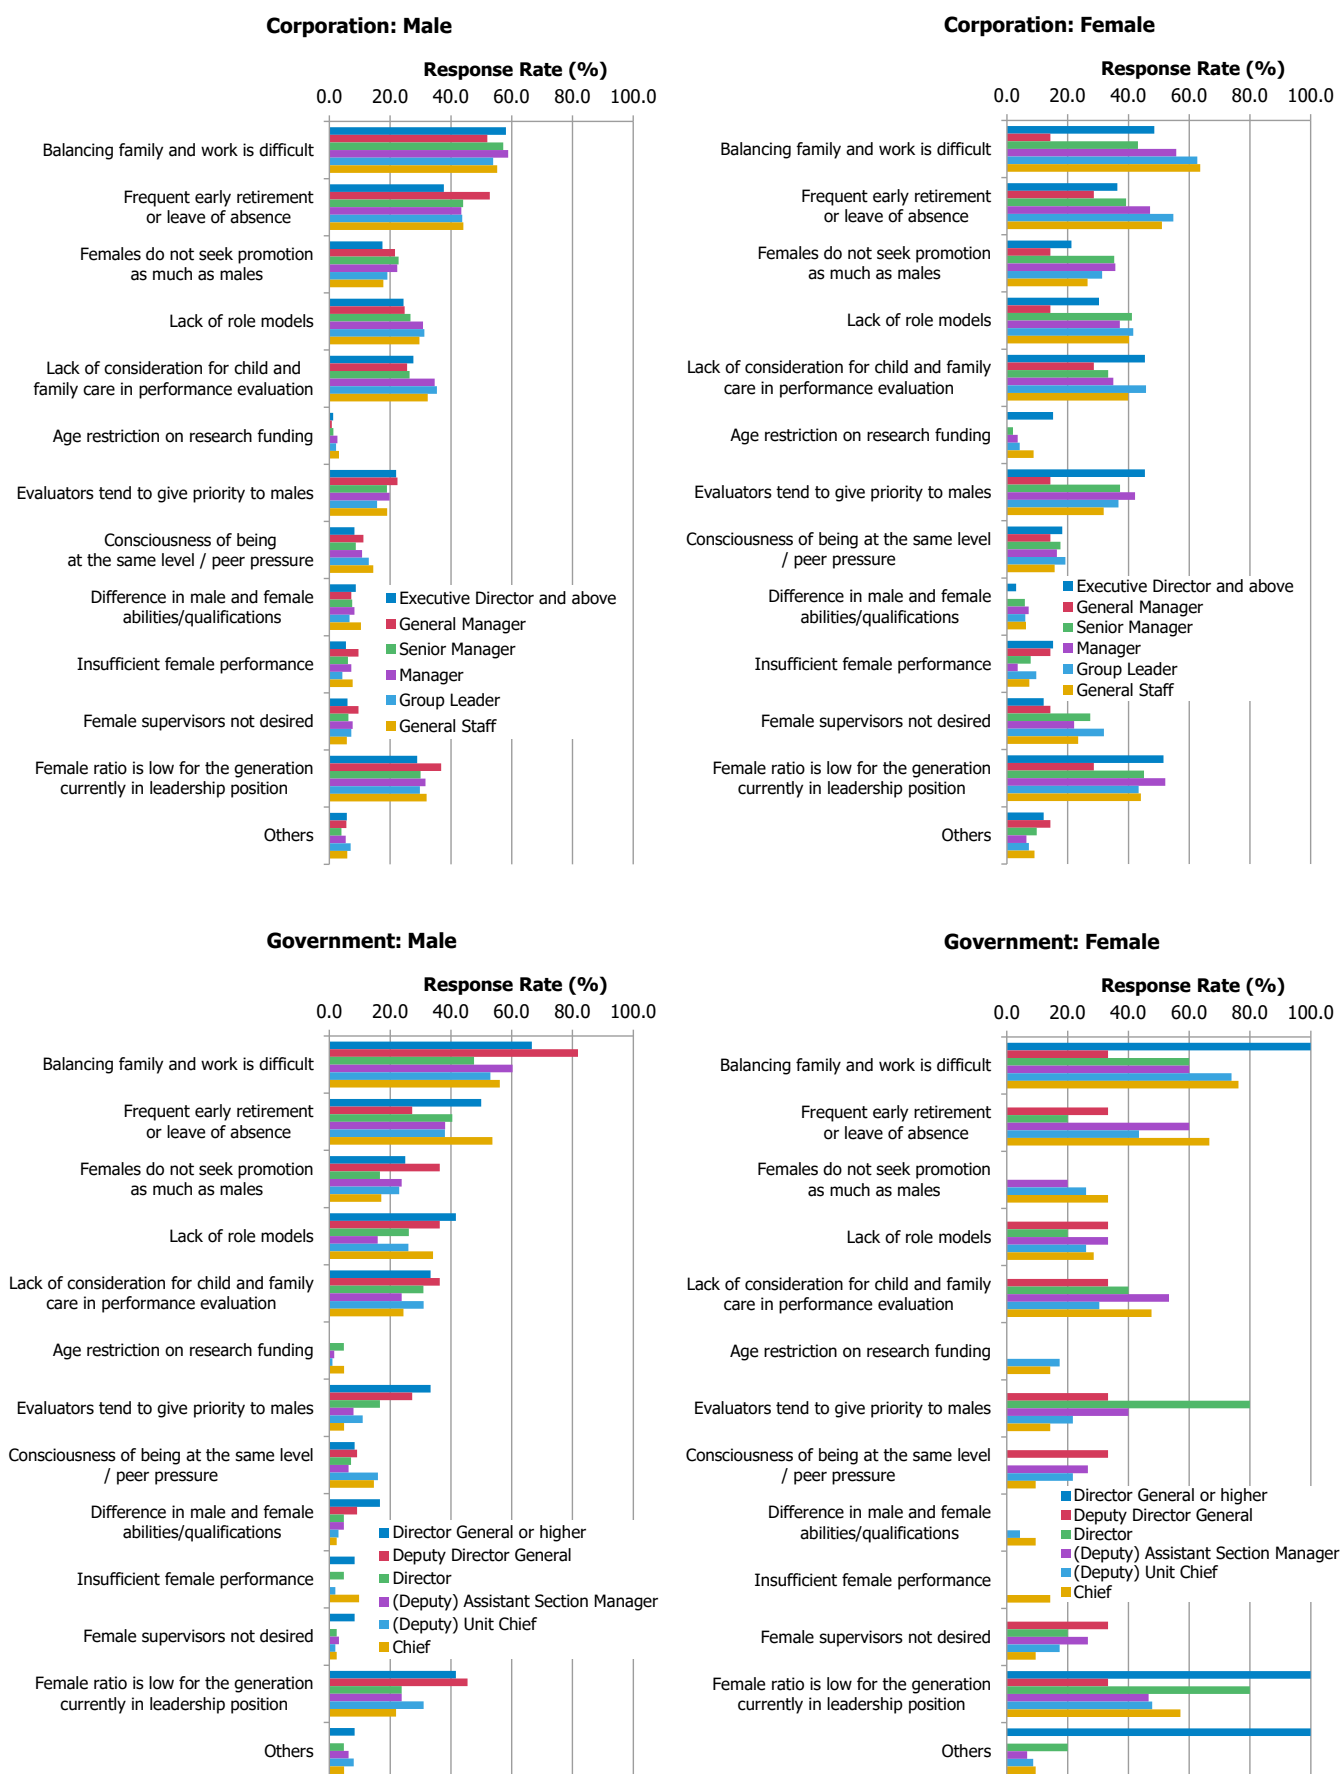 Corporation: Male
Response Rate (%)
0.0 20.0 40.0 60.0 80.0 100.0
Balancing family and work is difficult
Frequent early retirement
or leave of absence
Females do not seek promotion
as much as males
Lack of role models
Lack of consideration for child and
family care in performance evaluation
Age restriction on research funding
Evaluators tend to give priority to males
Consciousness of being
at the same level / peer pressure
Difference in male and female
abilities/qualifications
Insufficient female performance
Female supervisors not desired
Female ratio is low for the generation
currently in leadership position
Others
Executive Director and above
General Manager
Senior Manager
Manager
Group Leader
General Staff
Corporation: Female
Response Rate (%)
0.0 20.0 40.0 60.0 80.0 100.0
Balancing family and work is difficult
Frequent early retirement
or leave of absence
Females do not seek promotion
as much as males
Lack of role models
Lack of consideration for child and family
care in performance evaluation
Age restriction on research funding
Evaluators tend to give priority to males
Consciousness of being at the same level
/ peer pressure
Difference in male and female
abilities/qualifications
Insufficient female performance
Female supervisors not desired
Female ratio is low for the generation
currently in leadership position
Others
Executive Director and above
General Manager
Senior Manager
Manager
Group Leader
General Staff
Government: Male
Response Rate (%)
0.0 20.0 40.0 60.0 80.0 100.0
Balancing family and work is difficult
Frequent early retirement
or leave of absence
Females do not seek promotion
as much as males
Lack of role models
Lack of consideration for child and family
care in performance evaluation
Age restriction on research funding
Evaluators tend to give priority to males
Consciousness of being at the same level
/ peer pressure
Difference in male and female
abilities/qualifications
Insufficient female performance
Female supervisors not desired
Female ratio is low for the generation
currently in leadership position
Others
Director General or higher
Deputy Director General
Director
(Deputy) Assistant Section Manager
(Deputy) Unit Chief
Chief
Government: Female
Response Rate (%)
0.0 20.0 40.0 60.0 80.0 100.0
Balancing family and work is difficult
Frequent early retirement
or leave of absence
Females do not seek promotion
as much as males
Lack of role models
Lack of consideration for child and family
care in performance evaluation
Age restriction on research funding
Evaluators tend to give priority to males
Consciousness of being at the same level
/ peer pressure
Difference in male and female
abilities/qualifications
Insufficient female performance
Female supervisors not desired
Female ratio is low for the generation
currently in leadership position
Others
Director General or higher
Deputy Director General
Director
(Deputy) Assistant Section Manager
(Deputy) Unit Chief
Chief